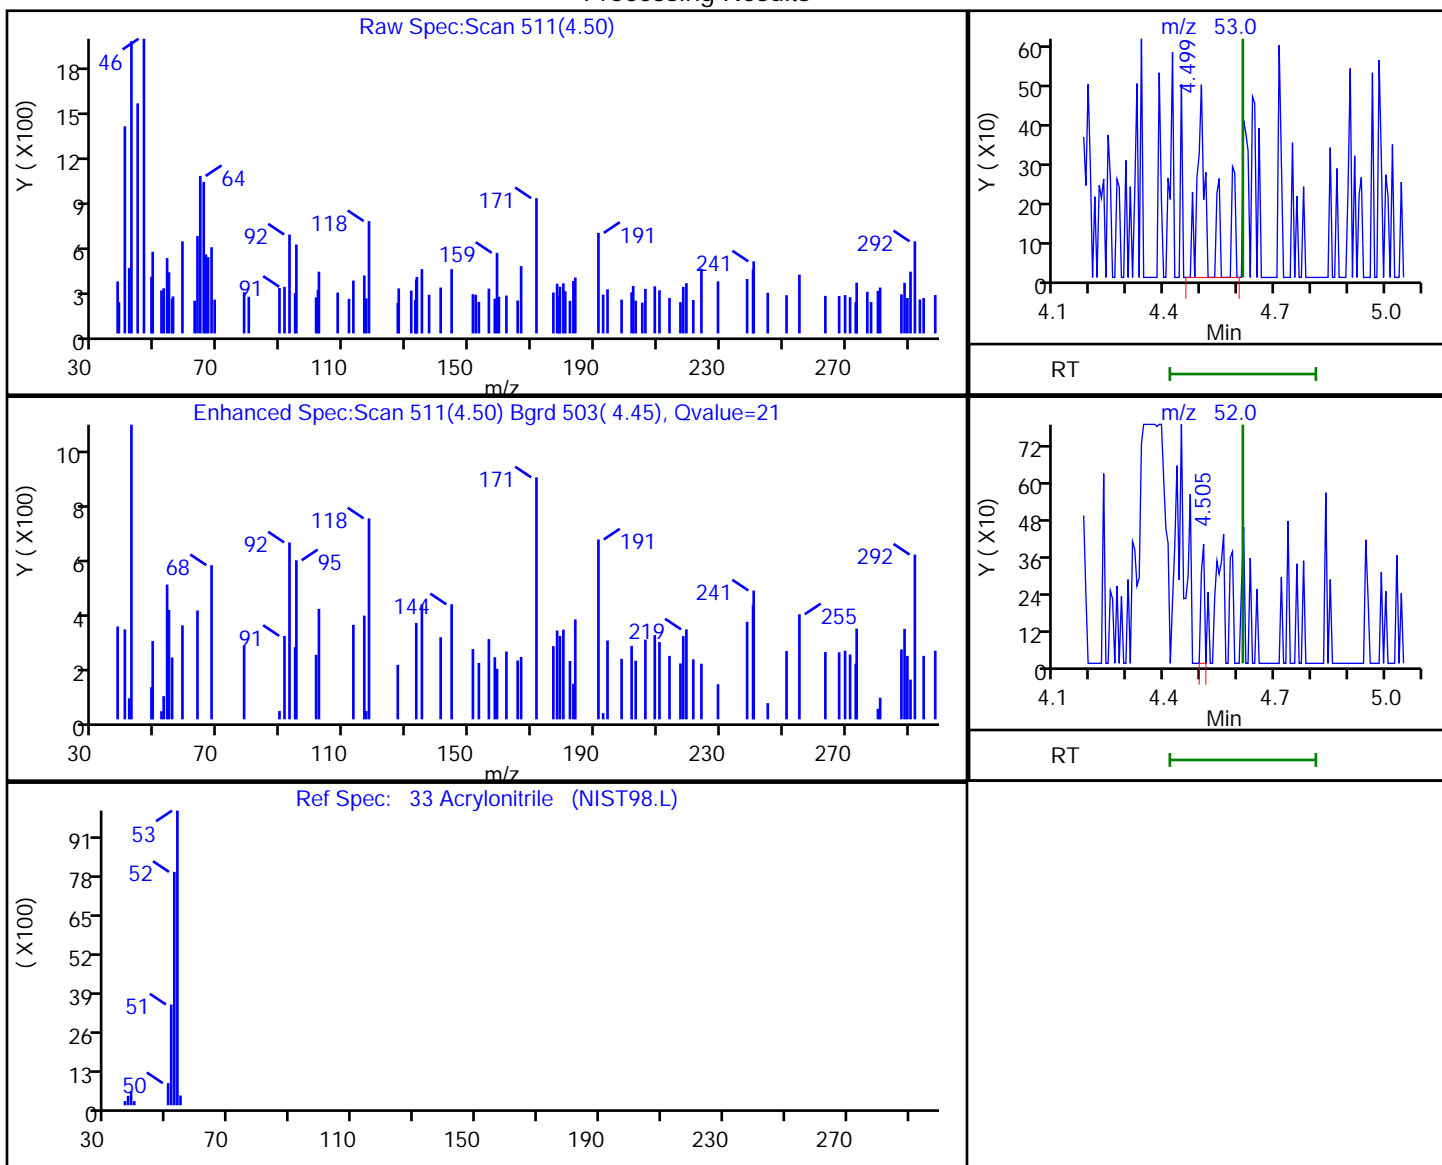 Processing Results
Raw Spec:Scan 511(4.50)
Y ( X100)
18
15
12
9
6
3
0
46
64
92
91
118
159
171
191
241
292
30 70 110 150 190 230 270
m/z
m/z 53.0
Y ( X10)
60
50
40
30
20
10
0
4.499
4.1 4.4 4.7 5.0
Min
RT
Enhanced Spec:Scan 511(4.50) Bgrd 503( 4.45), Qvalue=21
Y ( X100)
10
8
6
4
2
0
68
92
95
91
118
144
171
191
219
241
255
292
30 70 110 150 190 230 270
m/z
m/z 52.0
Y ( X10)
72
60
48
36
24
12
0
4.505
4.1 4.4 4.7 5.0
Min
RT
Ref Spec: 33 Acrylonitrile (NIST98.L)
( X100)
91
78
65
52
39
26
13
0
53
52
51
50
30 70 110 150 190 230 270